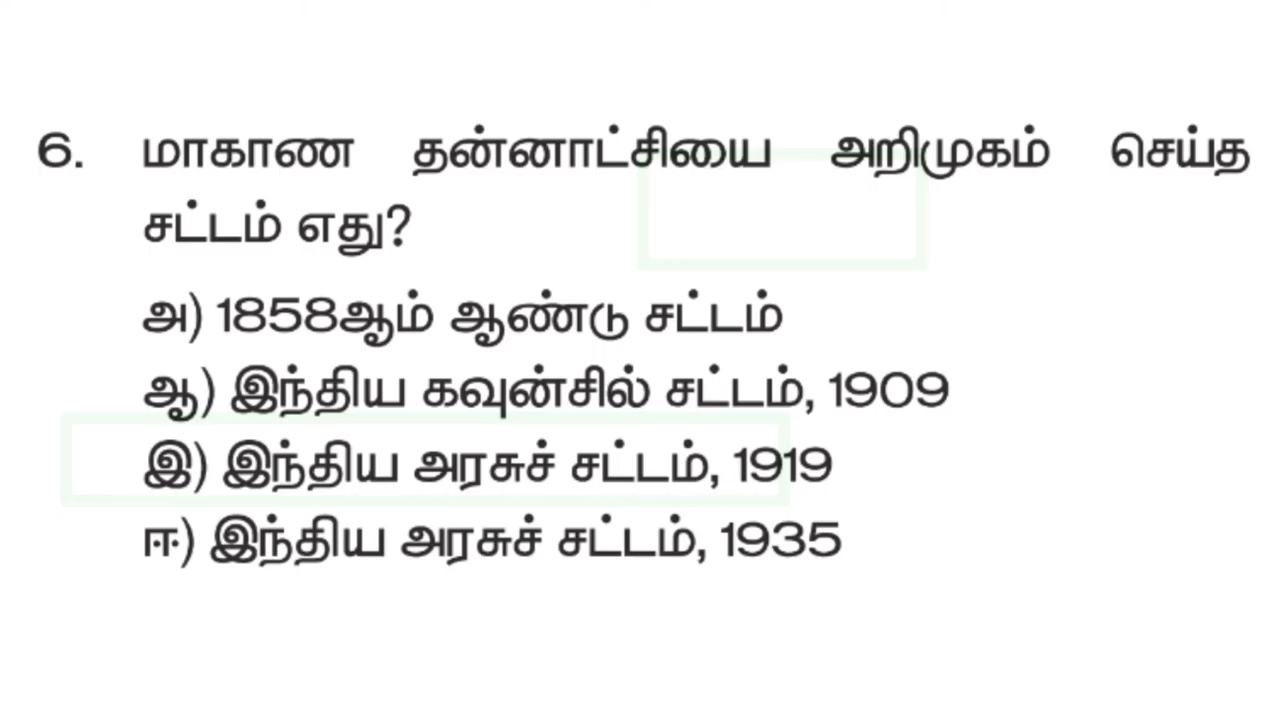 6. மாகாண தன்னாட்சியை அறிமுகம் செய்த
சட்டம் எது?
அ) 1858ஆம் ஆண்டு சட்டம்
ஆ) இந்திய கவுன்சில் சட்டம், 1909
இ) இந்திய அரசுச் சட்டம், 1919
ஈ) இந்திய அரசுச் சட்டம், 1935